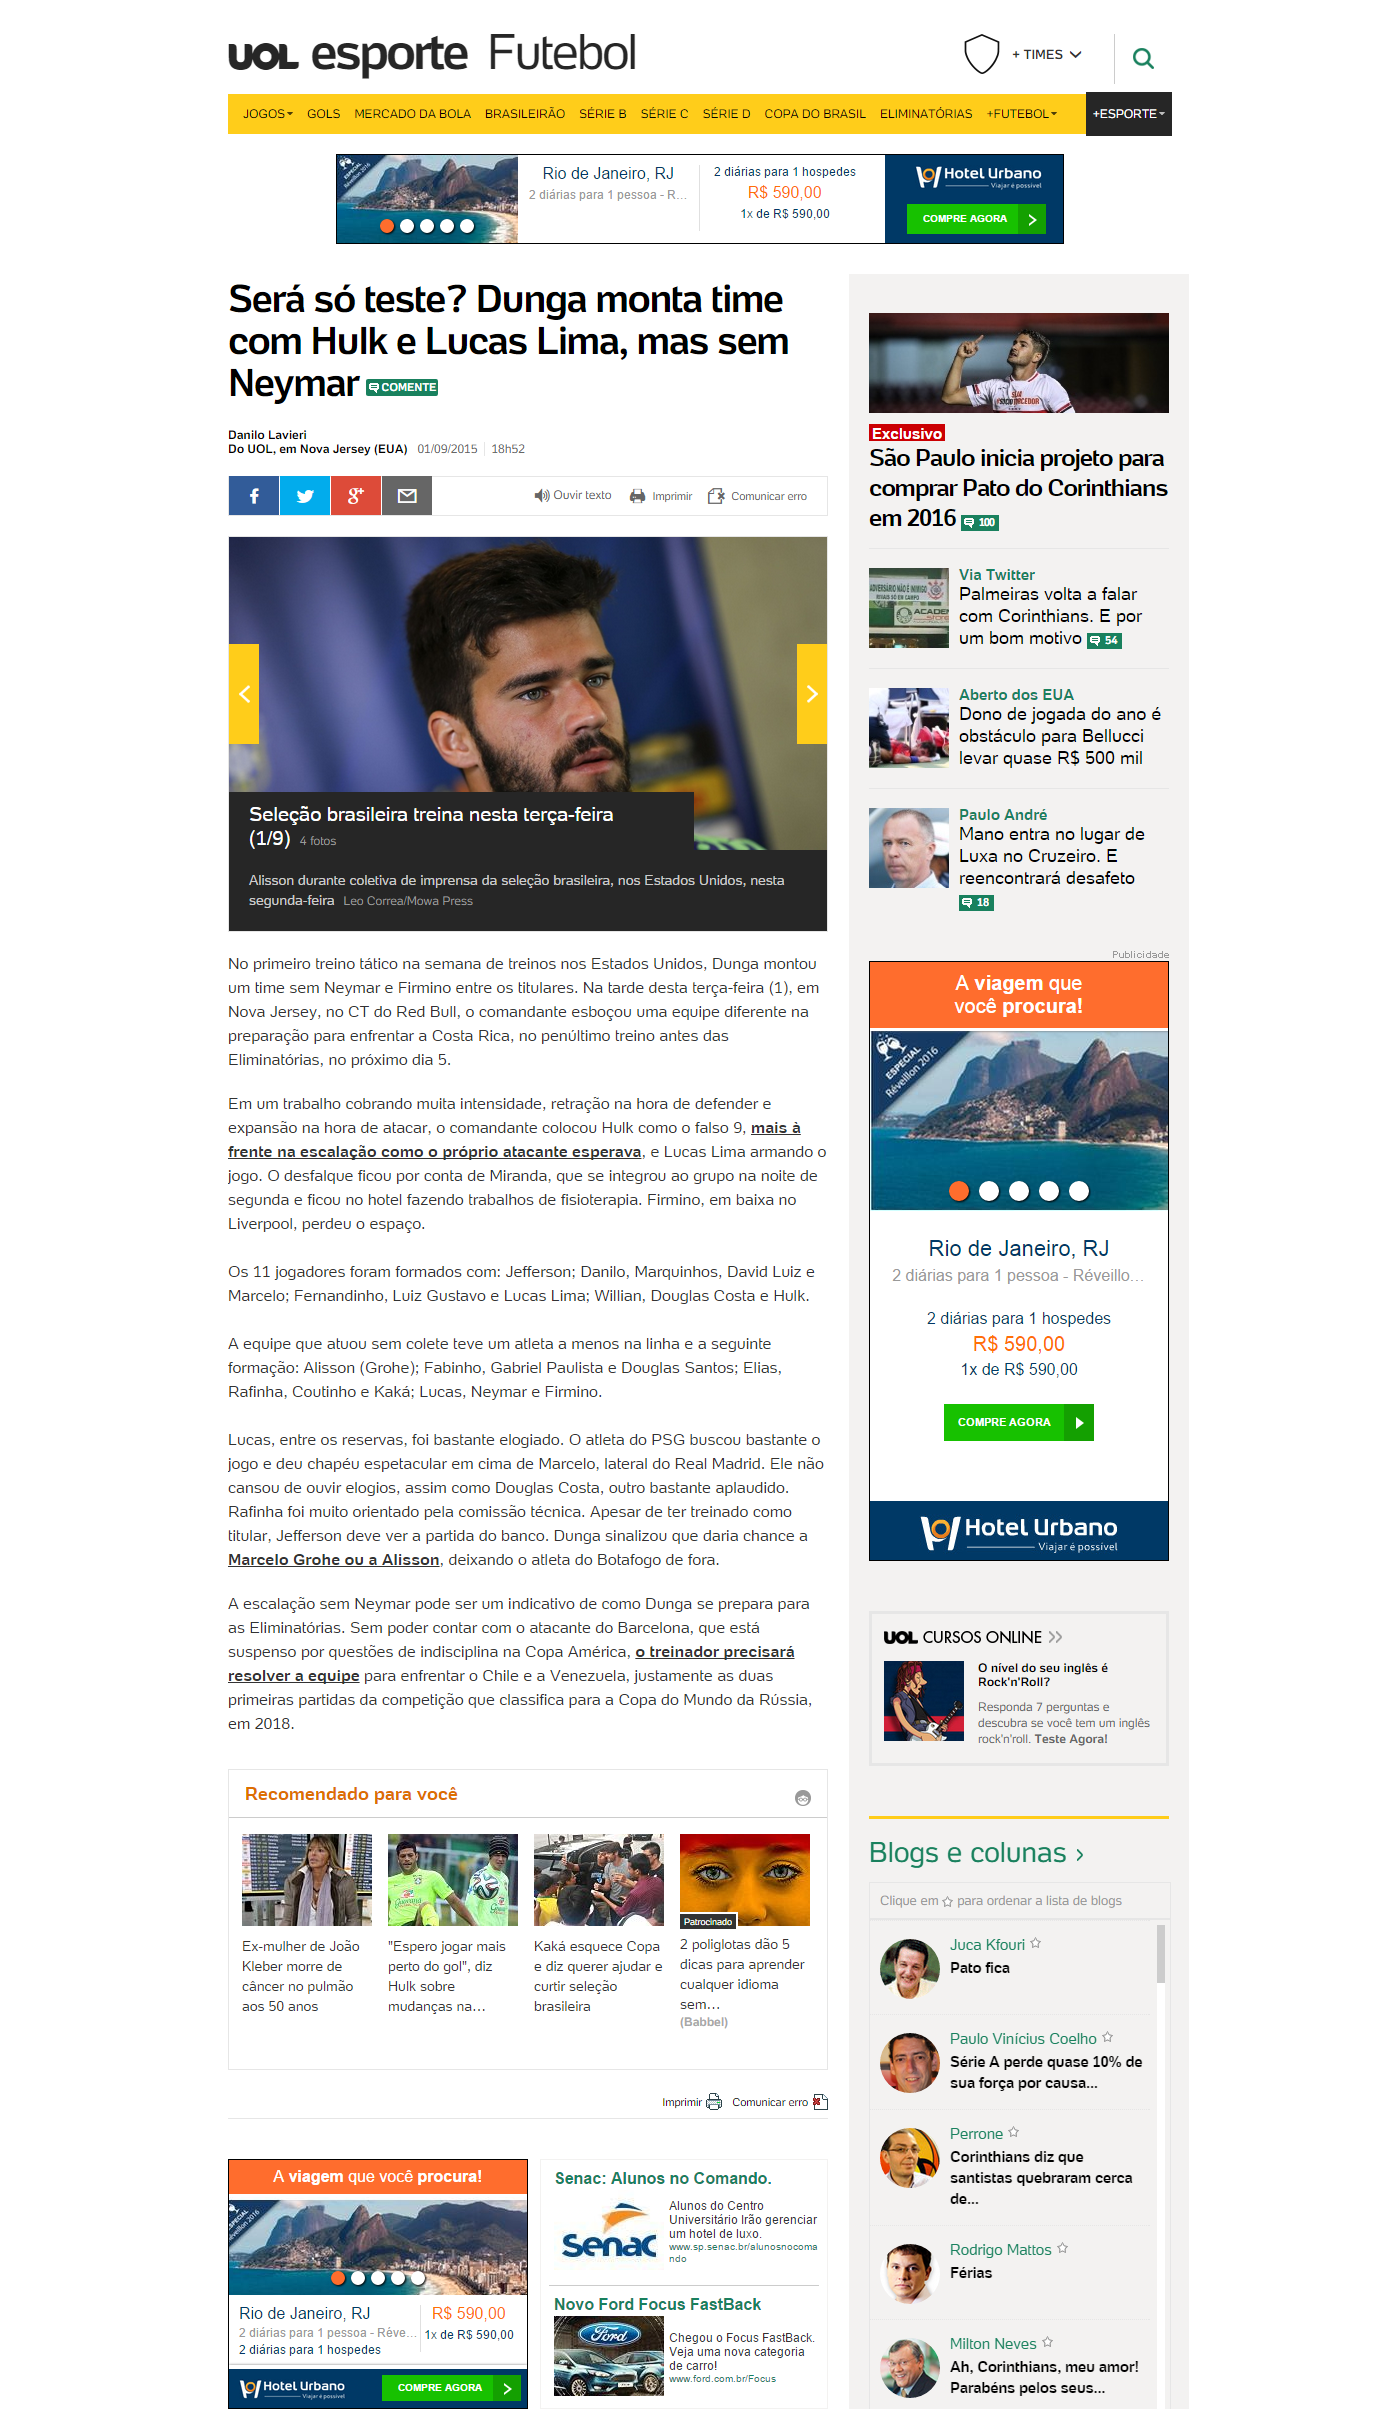 UOL esporte Futebol
+ TIMES
JOGOS GOLS MERCADO DA BOLA BRASILEIRÃO SÉRIE B SÉRIE C SÉRIE D COPA DO BRASIL ELIMINATÓRIAS +FUTEBOL +ESPORTE
ESPECIAL
Réveillon 2016
Rio de Janeiro, RJ
2 diárias para 1 pessoa - R...
2 diárias para 1 hospedes
R$ 590,00
1x de R$ 590,00
Hotel Urbano
Viajar é possível
COMPRE AGORA
Será só teste? Dunga monta time
com Hulk e Lucas Lima, mas sem
Neymar COMENTE
Danilo Lavieri
Do UOL, em Nova Jersey (EUA) 01/09/2015 18h52
Ouvir texto Imprimir Comunicar erro
Seleção brasileira treina nesta terça-feira
(1/9) 4 fotos
Alisson durante coletiva de imprensa da seleção brasileira, nos Estados Unidos, nesta
segunda-feira Leo Correa/Mowa Press
No primeiro treino tático na semana de treinos nos Estados Unidos, Dunga montou
um time sem Neymar e Firmino entre os titulares. Na tarde desta terça-feira (1), em
Nova Jersey, no CT do Red Bull, o comandante esboçou uma equipe diferente na
preparação para enfrentar a Costa Rica, no penúltimo treino antes das
Eliminatórias, no próximo dia 5.
Em um trabalho cobrando muita intensidade, retração na hora de defender e
expansão na hora de atacar, o comandante colocou Hulk como o falso 9, mais à
frente na escalação como o próprio atacante esperava, e Lucas Lima armando o
jogo. O desfalque ficou por conta de Miranda, que se integrou ao grupo na noite de
segunda e ficou no hotel fazendo trabalhos de fisioterapia. Firmino, em baixa no
Liverpool, perdeu o espaço.
Os 11 jogadores foram formados com: Jefferson; Danilo, Marquinhos, David Luiz e
Marcelo; Fernandinho, Luiz Gustavo e Lucas Lima; Willian, Douglas Costa e Hulk.
A equipe que atuou sem colete teve um atleta a menos na linha e a seguinte
formação: Alisson (Grohe); Fabinho, Gabriel Paulista e Douglas Santos; Elias,
Rafinha, Coutinho e Kaká; Lucas, Neymar e Firmino.
Lucas, entre os reservas, foi bastante elogiado. O atleta do PSG buscou bastante o
jogo e deu chapéu espetacular em cima de Marcelo, lateral do Real Madrid. Ele não
cansou de ouvir elogios, assim como Douglas Costa, outro bastante aplaudido.
Rafinha foi muito orientado pela comissão técnica. Apesar de ter treinado como
titular, Jefferson deve ver a partida do banco. Dunga sinalizou que daria chance a
Marcelo Grohe ou a Alisson, deixando o atleta do Botafogo de fora.
A escalação sem Neymar pode ser um indicativo de como Dunga se prepara para
as Eliminatórias. Sem poder contar com o atacante do Barcelona, que está
suspenso por questões de indisciplina na Copa América, o treinador precisará
resolver a equipe para enfrentar o Chile e a Venezuela, justamente as duas
primeiras partidas da competição que classifica para a Copa do Mundo da Rússia,
em 2018.
Recomendado para você
Ex-mulher de João
Kleber morre de
câncer no pulmão
aos 50 anos
"Espero jogar mais
perto do gol", diz
Hulk sobre
mudanças na...
Kaká esquece Copa
e diz querer ajudar e
curtir seleção
brasileira
Patrocinado
2 poliglotas dão 5
dicas para aprender
cualquer idioma
sem...
(Babbel)
Imprimir Comunicar erro
A viagem que você procura!
ESPECIAL
Réveillon 2016
Rio de Janeiro, RJ
2 diárias para 1 pessoa - Réve...
2 diárias para 1 hospedes
R$ 590,00
1x de R$ 590,00
Hotel Urbano
Viajar é possível
COMPRE AGORA
Senac: Alunos no Comando.
Senac
Alunos do Centro
Universitário Irão gerenciar
um hotel de luxo.
www.sp.senac.br/alunosnocoma
ndo
Novo Ford Focus FastBack
Ford
Chegou o Focus FastBack.
Veja uma nova categoria
de carro!
www.ford.com.br/Focus
Exclusivo
São Paulo inicia projeto para
comprar Pato do Corinthians
em 2016 100
ADVERSÁRIO NÃO É INIMIGO
RIVAIS SÓ EM CAMPO
ACADEM
store
Via Twitter
Palmeiras volta a falar
com Corinthians. E por
um bom motivo 54
Aberto dos EUA
Dono de jogada do ano é
obstáculo para Bellucci
levar quase R$ 500 mil
Paulo André
Mano entra no lugar de
Luxa no Cruzeiro. E
reencontrará desafeto
18
Publicidade
A viagem que
você procura!
ESPECIAL
Réveillon 2016
Rio de Janeiro, RJ
2 diárias para 1 pessoa - Réveillo...
2 diárias para 1 hospedes
R$ 590,00
1x de R$ 590,00
COMPRE AGORA
Hotel Urbano
Viajar é possível
UOL CURSOS ONLINE
O nível do seu inglês é
Rock'n'Roll?
Responda 7 perguntas e
descubra se você tem um inglês
rock'n'roll. Teste Agora!
Blogs e colunas ›
Clique em ☆ para ordenar a lista de blogs
Juca Kfouri ☆
Pato fica
Paulo Vinícius Coelho ☆
Série A perde quase 10% de
sua força por causa...
Perrone ☆
Corinthians diz que
santistas quebraram cerca
de...
Rodrigo Mattos ☆
Férias
Milton Neves ☆
Ah, Corinthians, meu amor!
Parabéns pelos seus...